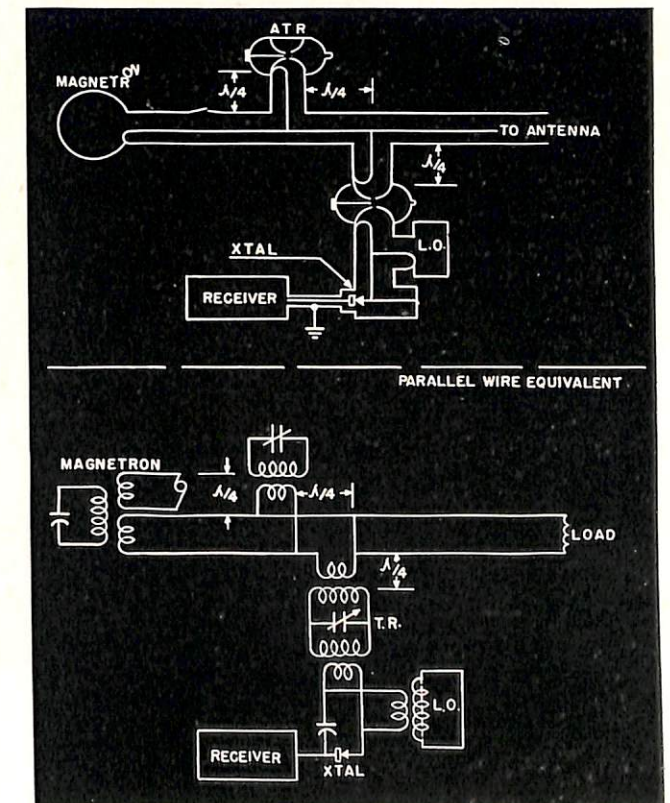 ATR
MAGNETRON
λ/4
λ/4
TO ANTENNA
λ/4
XTAL
L.O.
RECEIVER
PARALLEL WIRE EQUIVALENT
MAGNETRON
λ/4
λ/4
LOAD
λ/4
T.R.
L.O.
RECEIVER
XTAL